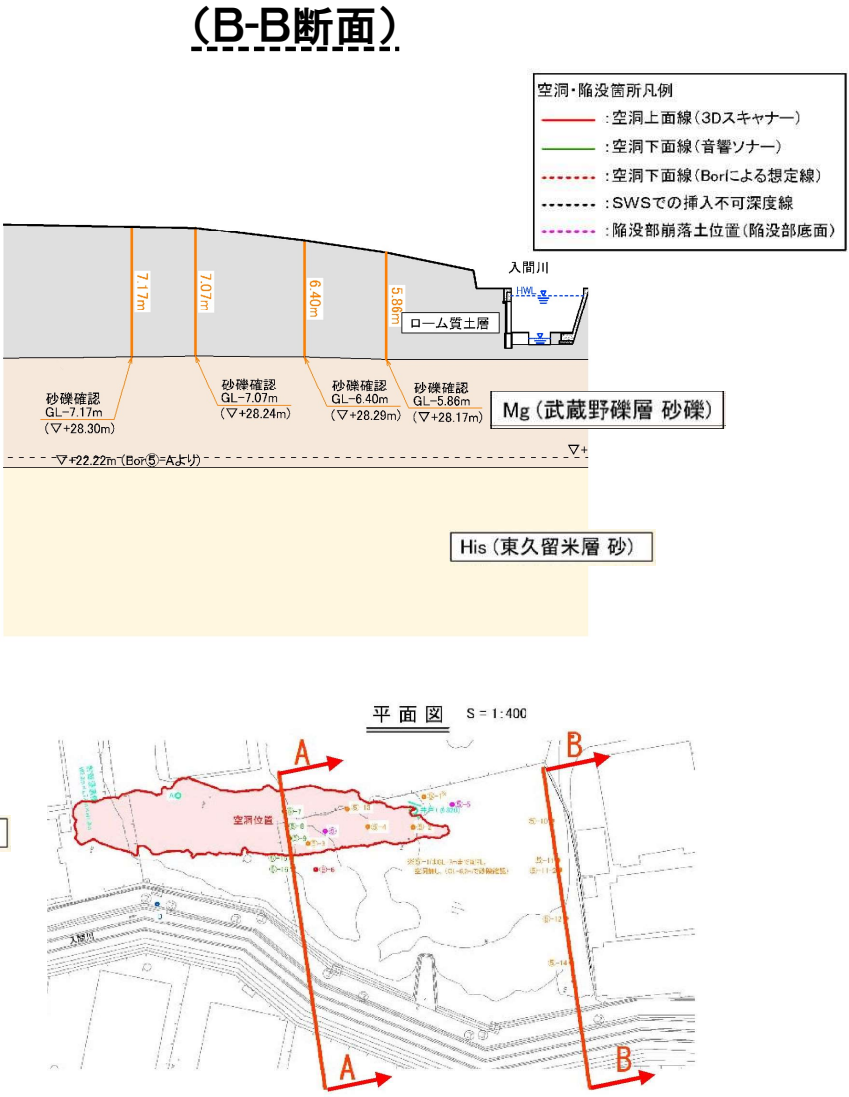 （B-B断面）
空洞・陥没箇所凡例
：空洞上面線（3Dスキャナー）
：空洞下面線（音響ソナー）
：空洞下面線（Borによる想定線）
：SWSでの挿入不可深度線
：陥没部崩落土位置（陥没部底面）
入間川
HWL
7.17m
7.07m
6.40m
5.86m
ローム質土層
砂礫確認
GL-7.17m
(▽+28.30m)
砂礫確認
GL-7.07m
(▽+28.24m)
砂礫確認
GL-6.40m
(▽+28.29m)
砂礫確認
GL-5.86m
(▽+28.17m)
Mg (武蔵野礫層 砂礫)
▽+22.22m (Bor⑤-Aより)
▽+
His (東久留米層 砂)
平面図 S = 1:400
A
B
空洞位置
入間川
A
B